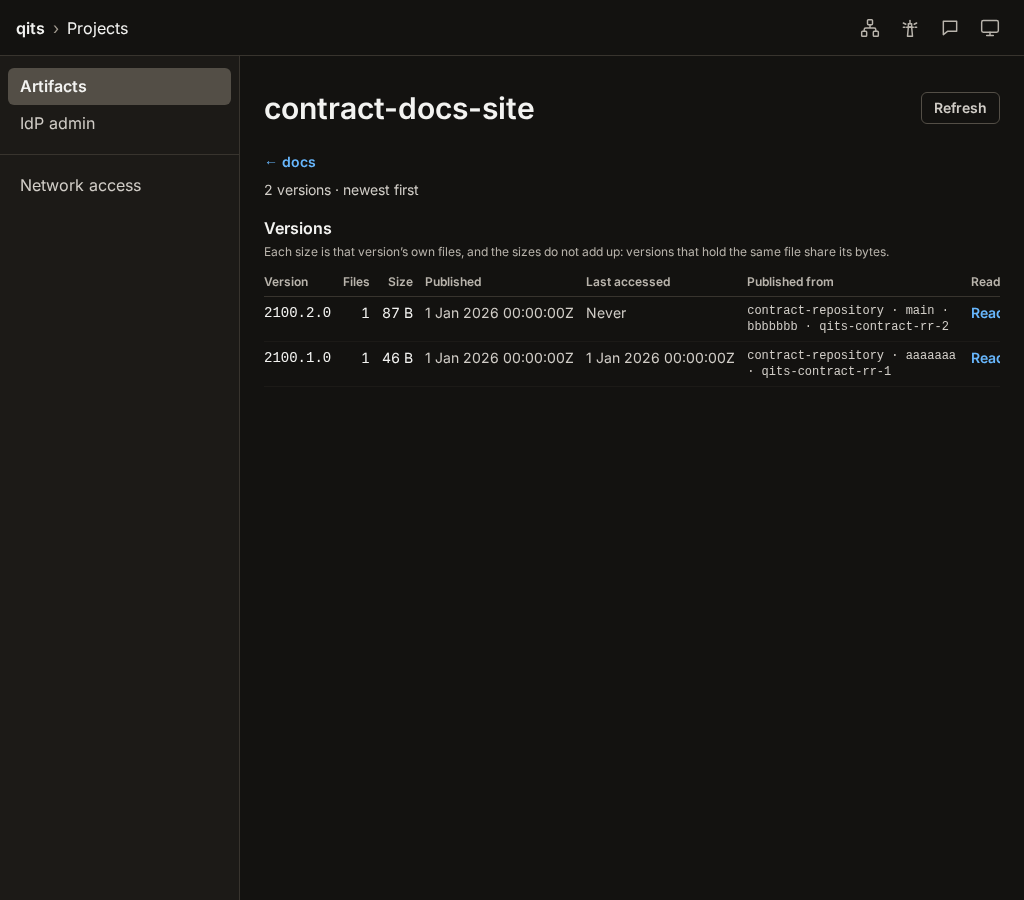 qits › Projects
Artifacts
IdP admin
Network access
contract-docs-site
Refresh
← docs
2 versions · newest first
Versions
Each size is that version’s own files, and the sizes do not add up: versions that hold the same file share its bytes.
Version Files Size Published Last accessed Published from Read
2100.2.0 1 87 B 1 Jan 2026 00:00:00Z Never contract-repository · main ·
bbbbbbb · qits-contract-rr-2
2100.1.0 1 46 B 1 Jan 2026 00:00:00Z 1 Jan 2026 00:00:00Z contract-repository · aaaaaaa
· qits-contract-rr-1